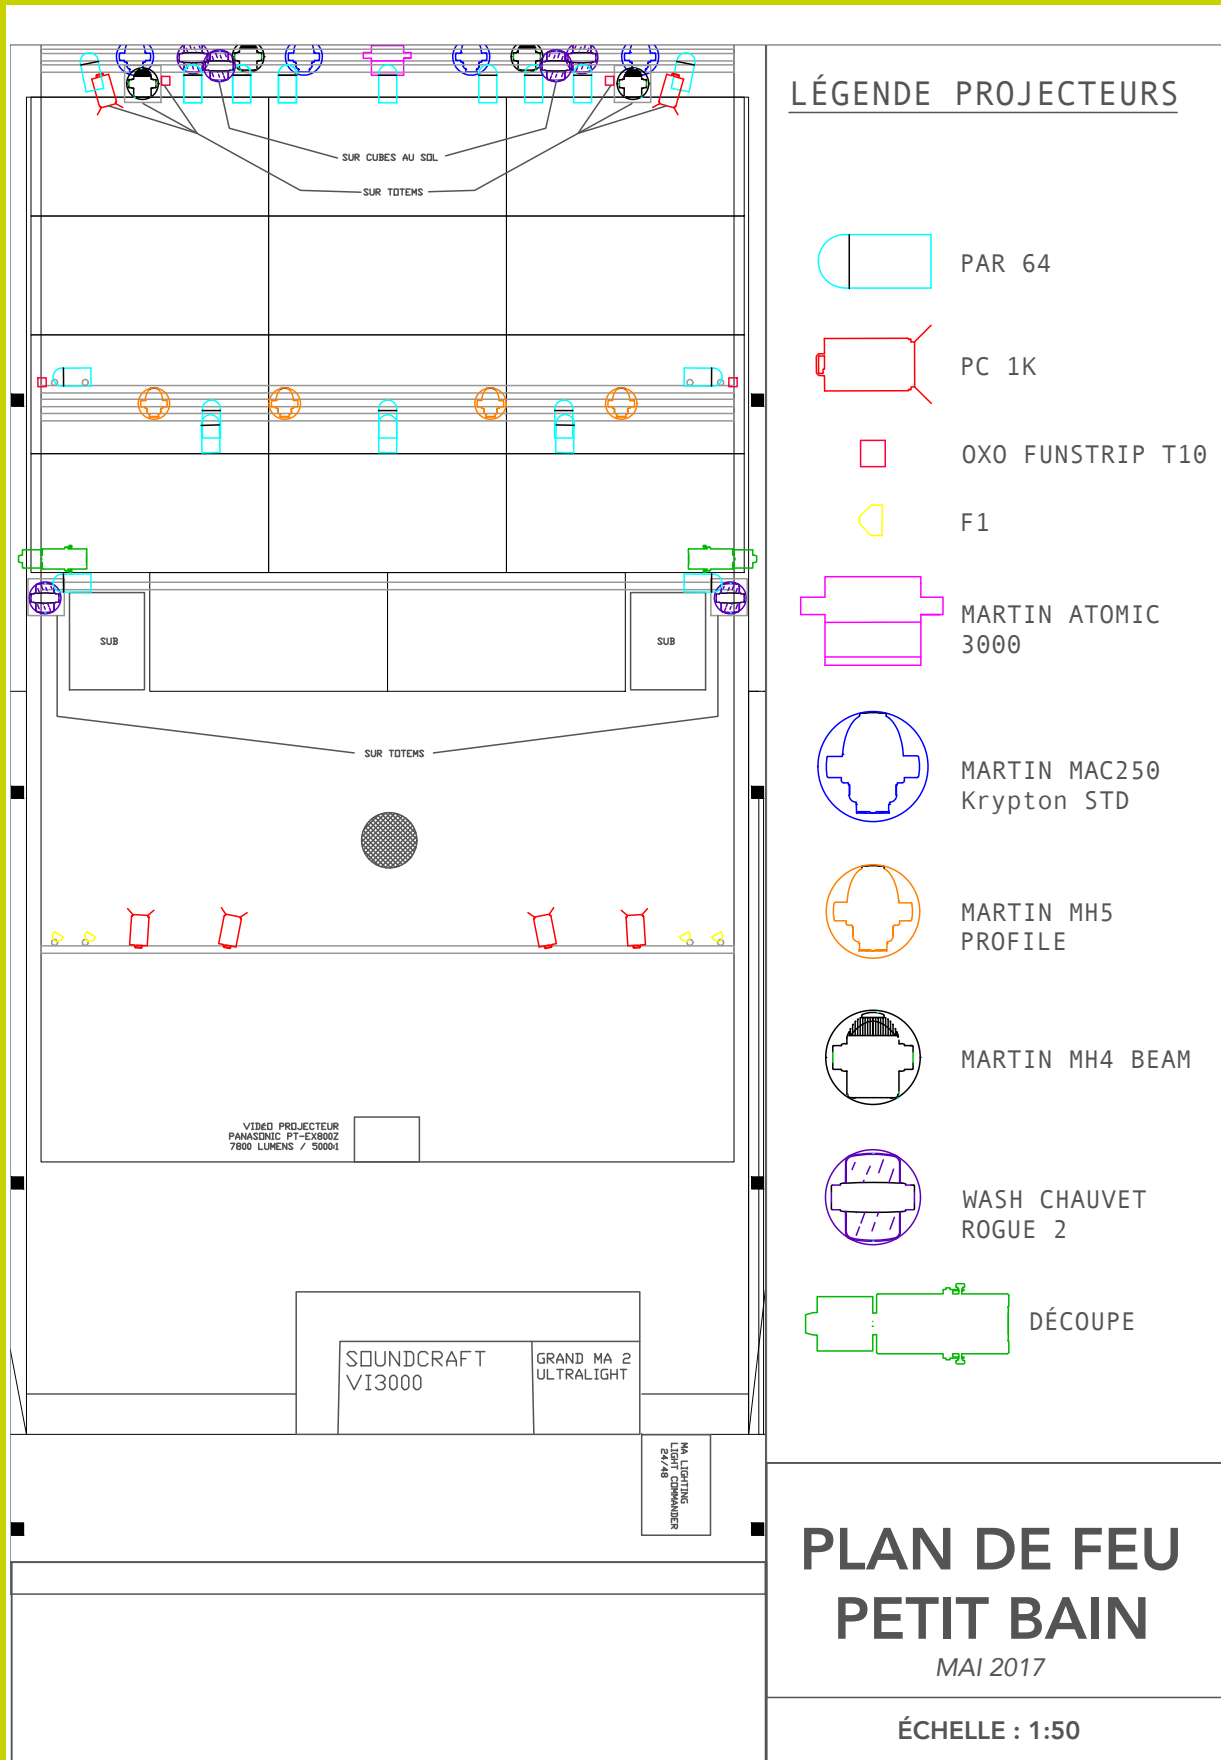 LÉGENDE PROJECTEURS
SUR CUBES AU SOL
SUR TOTEMS
PAR 64
PC 1K
OXO FUNSTRIP T10
F1
MARTIN ATOMIC
3000
SUB
SUB
SUR TOTEMS
MARTIN MAC250
Krypton STD
MARTIN MH5
PROFILE
MARTIN MH4 BEAM
VIDéO PROJECTEUR
PANASONIC PT-EX800Z
7800 LUMENS / 5000:1
WASH CHAUVET
ROGUE 2
DÉCOUPE
SOUNDCRAFT
VI3000
GRAND MA 2
ULTRALIGHT
MA LIGHTING
LIGHT COMMANDER
24/48
PLAN DE FEU
PETIT BAIN
MAI 2017
ÉCHELLE : 1:50